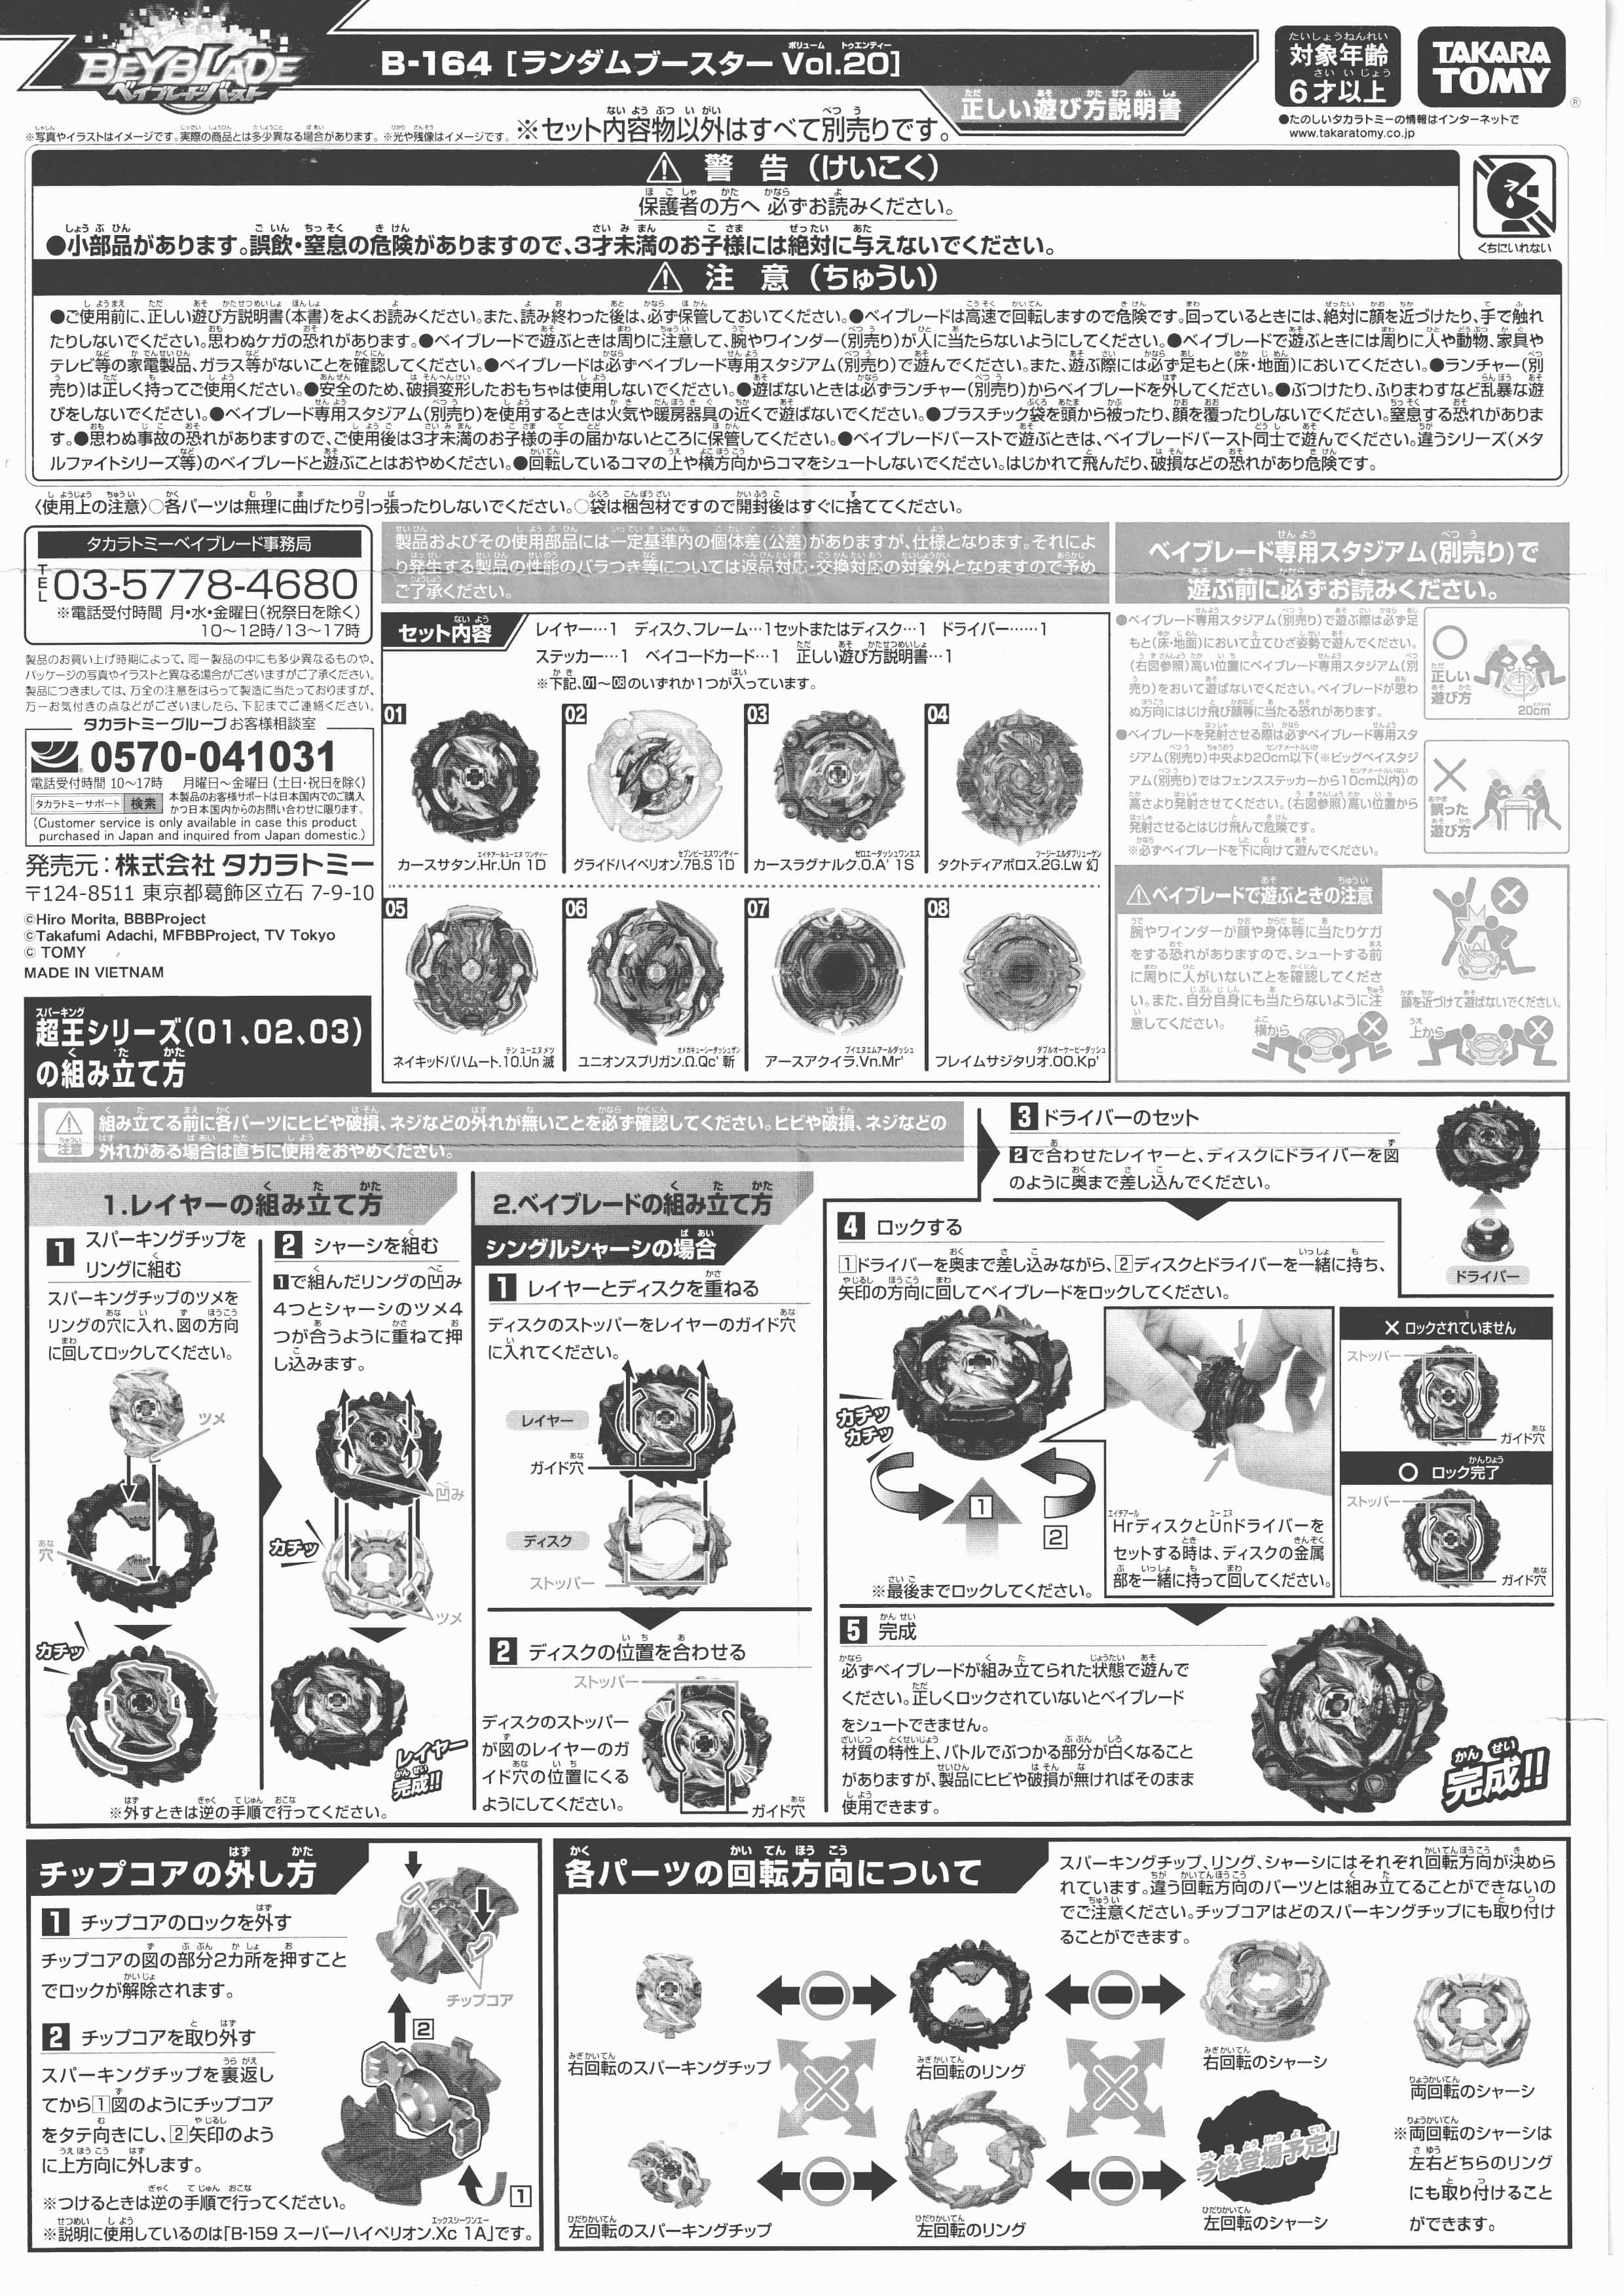 BEYBLADE
ベイブレードバースト
B-164 [ランダムブースター Vol.20]
正しい遊び方説明書
対象年齢
6才以上
TAKARA
TOMY
®
●たのしいタカラトミーの情報はインターネットで
www.takaratomy.co.jp
※写真やイラストはイメージです。実際の商品とは多少異なる場合があります。※光や残像はイメージです。
※セット内容物以外はすべて別売りです。
警 告 (けいこく)
保護者の方へ 必ずお読みください。
●小部品があります。誤飲・窒息の危険がありますので、3才未満のお子様には絶対に与えないでください。
くちにいれない
注 意 (ちゅうい)
●ご使用前に、正しい遊び方説明書(本書)をよくお読みください。また、読み終わった後は、必ず保管しておいてください。●ベイブレードは高速で回転しますので危険です。回っているときには、絶対に顔を近づけたり、手で触れ
たりしないでください。思わぬケガの恐れがあります。●ベイブレードで遊ぶときは周りに注意して、腕やワインダー(別売り)が人に当たらないようにしてください。●ベイブレードで遊ぶときには周りに人や動物、家具や
テレビ等の家電製品、ガラス等がないことを確認してください。●ベイブレードは必ずベイブレード専用スタジアム(別売り)で遊んでください。また、遊ぶ際には必ず足もと(床・地面)においてください。●ランチャー(別
売り)は正しく持ってご使用ください。●安全のため、破損変形したおもちゃは使用しないでください。●遊ばないときは必ずランチャー(別売り)からベイブレードを外してください。●ぶつけたり、ふりまわすなど乱暴な遊
びをしないでください。●ベイブレード専用スタジアム(別売り)を使用するときは火気や暖房器具の近くで遊ばないでください。●プラスチック袋を頭から被ったり、顔を覆ったりしないでください。窒息する恐れがありま
す。●思わぬ事故の恐れがありますので、ご使用後は3才未満のお子様の手の届かないところに保管してください。●ベイブレードバーストで遊ぶときは、ベイブレードバースト同士で遊んでください。違うシリーズ(メタ
ルファイトシリーズ等)のベイブレードと遊ぶことはおやめください。●回転しているコマの上や横方向からコマをシュートしないでください。はじかれて飛んだり、破損などの恐れがあり危険です。
〈使用上の注意〉○各パーツは無理に曲げたり引っ張ったりしないでください。○袋は梱包材ですので開封後はすぐに捨ててください。
タカラトミーベイブレード事務局
TEL 03-5778-4680
※電話受付時間 月・水・金曜日(祝祭日を除く)
10〜12時/13〜17時
製品のお買い上げ時期によって、同一製品の中にも多少異なるものや、
パッケージの写真やイラストと異なる場合がございますがご了承ください。
製品につきましては、万全の注意をはらって製造に当たっておりますが、
万一お気付きの点などがございましたら、下記までご連絡ください。
タカラトミーグループお客様相談室
0570-041031
電話受付時間 10〜17時 月曜日〜金曜日(土日・祝日を除く)
タカラトミーサポート 検索 本製品のお客様サポートは日本国内でのご購入
かつ日本国内からのお問い合わせに限ります。
(Customer service is only available in case this product
purchased in Japan and inquired from Japan domestic.)
発売元:株式会社 タカラトミー
〒124-8511 東京都葛飾区立石 7-9-10
©Hiro Morita, BBBProject
©Takafumi Adachi, MFBBProject, TV Tokyo
© TOMY
MADE IN VIETNAM
製品およびその使用部品には一定基準内の個体差(公差)がありますが、仕様となります。それによ
り発生する製品の性能のバラつき等については返品対応・交換対応の対象外となりますので予め
ご了承ください。
セット内容
レイヤー…1 ディスク、フレーム…1セットまたはディスク…1 ドライバー……1
ステッカー…1 ベイコードカード…1 正しい遊び方説明書…1
※下記、01〜08のいずれか1つが入っています。
01
カースサタン.Hr.Un 1D
02
グライドハイペリオン.7B.S 1D
03
カースラグナルク.0.A' 1S
04
タクトディアボロス.2G.Lw 幻
05
ネイキッドバハムート.10.Un 滅
06
ユニオンスプリガン.Ω.Qc' 斬
07
アースアクイラ.Vn.Mr'
08
フレイムサジタリオ.00.Kp'
ベイブレード専用スタジアム(別売り)で
遊ぶ前に必ずお読みください。
●ベイブレード専用スタジアム(別売り)で遊ぶ際は必ず足
もと(床・地面)において立てひざ姿勢で遊んでください。
(右図参照)高い位置にベイブレード専用スタジアム(別
売り)をおいて遊ばないでください。ベイブレードが思わ
ぬ方向にはじけ飛び顔等に当たる恐れがあります。
●ベイブレードを発射させる際は必ずベイブレード専用スタ
ジアム(別売り)中央より20cm以下(※ビッグベイスタジ
アム(別売り)ではフェンスステッカーから10cm以内)の
高さより発射させてください。(右図参照)高い位置から
発射させるとはじけ飛んで危険です。
※必ずベイブレードを下に向けて遊んでください。
正しい
遊び方
20cm
誤った
遊び方
ベイブレードで遊ぶときの注意
腕やワインダーが顔や身体等に当たりケガ
をする恐れがありますので、シュートする前
に周りに人がいないことを確認してくださ
い。また、自分自身にも当たらないように注
意してください。
顔を近づけて遊ばないでください。
横から
上から
超王シリーズ(01、02、03)
の組み立て方
注意
組み立てる前に各パーツにヒビや破損、ネジなどの外れが無いことを必ず確認してください。ヒビや破損、ネジなどの
外れがある場合は直ちに使用をおやめください。
1.レイヤーの組み立て方
1 スパーキングチップを
リングに組む
スパーキングチップのツメを
リングの穴に入れ、図の方向
に回してロックしてください。
ツメ
穴
カチッ
2 シャーシを組む
1で組んだリングの凹み
4つとシャーシのツメ4
つが合うように重ねて押
し込みます。
凹み
カチッ
ツメ
レイヤー
完成!!
※外すときは逆の手順で行ってください。
2.ベイブレードの組み立て方
シングルシャーシの場合
1 レイヤーとディスクを重ねる
ディスクのストッパーをレイヤーのガイド穴
に入れてください。
レイヤー
ガイド穴
ディスク
ストッパー
2 ディスクの位置を合わせる
ストッパー
ディスクのストッパー
が図のレイヤーのガ
イド穴の位置にくる
ようにしてください。
ガイド穴
3 ドライバーのセット
2で合わせたレイヤーと、ディスクにドライバーを図
のように奥まで差し込んでください。
ドライバー
4 ロックする
1ドライバーを奥まで差し込みながら、2ディスクとドライバーを一緒に持ち、
矢印の方向に回してベイブレードをロックしてください。
カチッ
カチッ
1
2
※最後までロックしてください。
HrディスクとUnドライバーを
セットする時は、ディスクの金属
部を一緒に持って回してください。
× ロックされていません
ストッパー
ガイド穴
○ ロック完了
ストッパー
ガイド穴
5 完成
必ずベイブレードが組み立てられた状態で遊んで
ください。正しくロックされていないとベイブレード
をシュートできません。
材質の特性上、バトルでぶつかる部分が白くなること
がありますが、製品にヒビや破損が無ければそのまま
使用できます。
完成!!
チップコアの外し方
1 チップコアのロックを外す
チップコアの図の部分2カ所を押すこと
でロックが解除されます。
チップコア
2 チップコアを取り外す
スパーキングチップを裏返し
てから1図のようにチップコア
をタテ向きにし、2矢印のよう
に上方向に外します。
2
1
※つけるときは逆の手順で行ってください。
※説明に使用しているのは「B-159 スーパーハイペリオン.Xc 1A」です。
各パーツの回転方向について
スパーキングチップ、リング、シャーシにはそれぞれ回転方向が決めら
れています。違う回転方向のパーツとは組み立てることができないの
でご注意ください。チップコアはどのスパーキングチップにも取り付け
ることができます。
右回転のスパーキングチップ
右回転のリング
右回転のシャーシ
両回転のシャーシ
※両回転のシャーシは
左右どちらのリング
にも取り付けること
ができます。
今後登場予定!
左回転のスパーキングチップ
左回転のリング
左回転のシャーシ